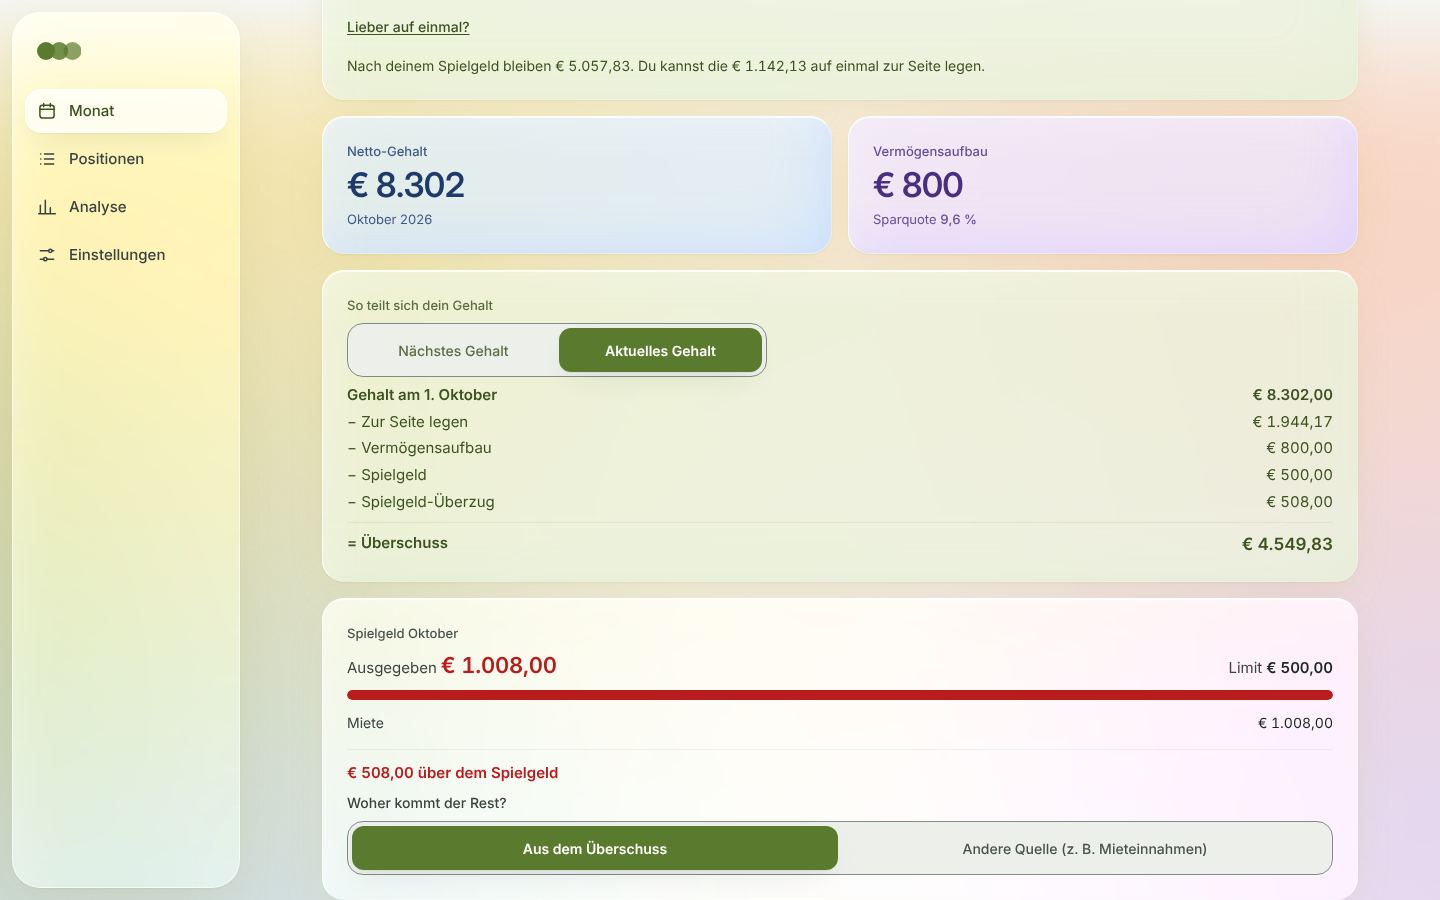 Lieber auf einmal?
Nach deinem Spielgeld bleiben € 5.057,83. Du kannst die € 1.142,13 auf einmal zur Seite legen.
Monat
Positionen
Analyse
Einstellungen
Netto-Gehalt
€ 8.302
Oktober 2026
Vermögensaufbau
€ 800
Sparquote 9,6 %
So teilt sich dein Gehalt
Nächstes Gehalt Aktuelles Gehalt
Gehalt am 1. Oktober € 8.302,00
− Zur Seite legen € 1.944,17
− Vermögensaufbau € 800,00
− Spielgeld € 500,00
− Spielgeld-Überzug € 508,00
= Überschuss € 4.549,83
Spielgeld Oktober
Ausgegeben € 1.008,00 Limit € 500,00
Miete € 1.008,00
€ 508,00 über dem Spielgeld
Woher kommt der Rest?
Aus dem Überschuss Andere Quelle (z. B. Mieteinnahmen)